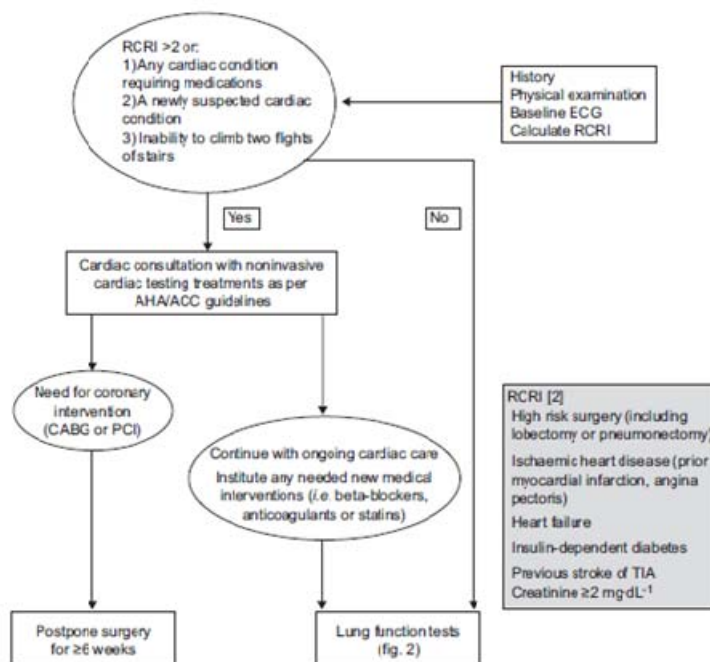 RCRI >2 or:
1)Any cardiac condition
requiring medications
2)A newly suspected cardiac
condition
3)Inability to climb two flights
of stairs
History
Physical examination
Baseline ECG
Calculate RCRI
Yes
No
Cardiac consultation with noninvasive
cardiac testing treatments as per
AHA/ACC guidelines
Need for coronary
intervention
(CABG or PCI)
Continue with ongoing cardiac care
Institute any needed new medical
interventions (i.e. beta-blockers,
anticoagulants or statins)
RCRI [2]
High risk surgery (including
lobectomy or pneumonectomy)
Ischaemic heart disease (prior
myocardial infarction, angina
pectoris)
Heart failure
Insulin-dependent diabetes
Previous stroke of TIA
Creatinine ≥2 mg·dL⁻¹
Postpone surgery
for ≥6 weeks
Lung function tests
(fig. 2)